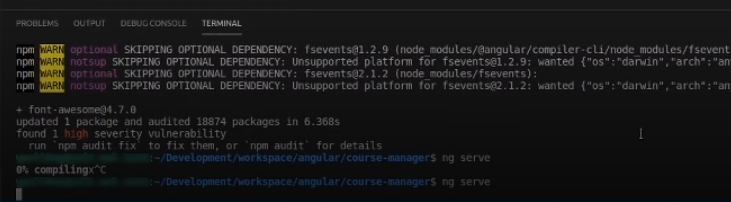 PROBLEMS OUTPUT DEBUG CONSOLE TERMINAL
npm WARN optional SKIPPING OPTIONAL DEPENDENCY: fsevents@1.2.9 (node_modules/@angular/compiler-cli/node_modules/fsevent
npm WARN notsup SKIPPING OPTIONAL DEPENDENCY: Unsupported platform for fsevents@1.2.9: wanted {"os":"darwin","arch":"an
npm WARN optional SKIPPING OPTIONAL DEPENDENCY: fsevents@2.1.2 (node_modules/fsevents):
npm WARN notsup SKIPPING OPTIONAL DEPENDENCY: Unsupported platform for fsevents@2.1.2: wanted {"os":"darwin","arch":"an
+ font-awesome@4.7.0
updated 1 package and audited 18874 packages in 6.368s
found 1 high severity vulnerability
run `npm audit fix` to fix them, or `npm audit` for details
:~/Development/workspace/angular/course-manager$ ng serve
0% compilingx^C
:~/Development/workspace/angular/course-manager$ ng serve